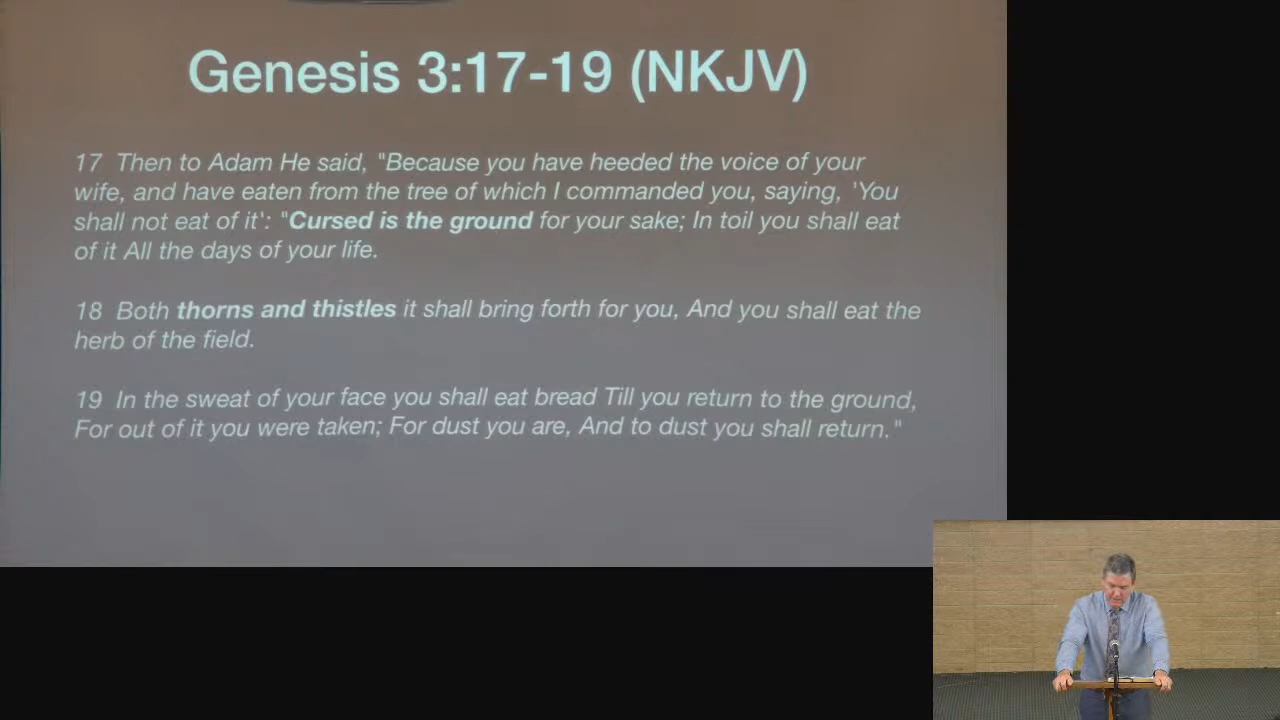 Genesis 3:17-19 (NKJV)
17 Then to Adam He said, "Because you have heeded the voice of your
wife, and have eaten from the tree of which I commanded you, saying, 'You
shall not eat of it': "Cursed is the ground for your sake; In toil you shall eat
of it All the days of your life.
18 Both thorns and thistles it shall bring forth for you, And you shall eat the
herb of the field.
19 In the sweat of your face you shall eat bread Till you return to the ground,
For out of it you were taken; For dust you are, And to dust you shall return."